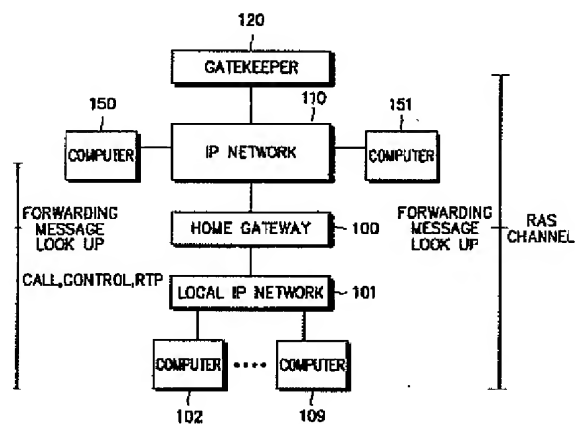 120
GATEKEEPER
110
150
151
COMPUTER
IP NETWORK
COMPUTER
FORWARDING
MESSAGE
LOOK UP
HOME GATEWAY
100
FORWARDING
MESSAGE
LOOK UP
RAS
CHANNEL
CALL,CONTROL,RTP
LOCAL IP NETWORK
101
COMPUTER
COMPUTER
102
109